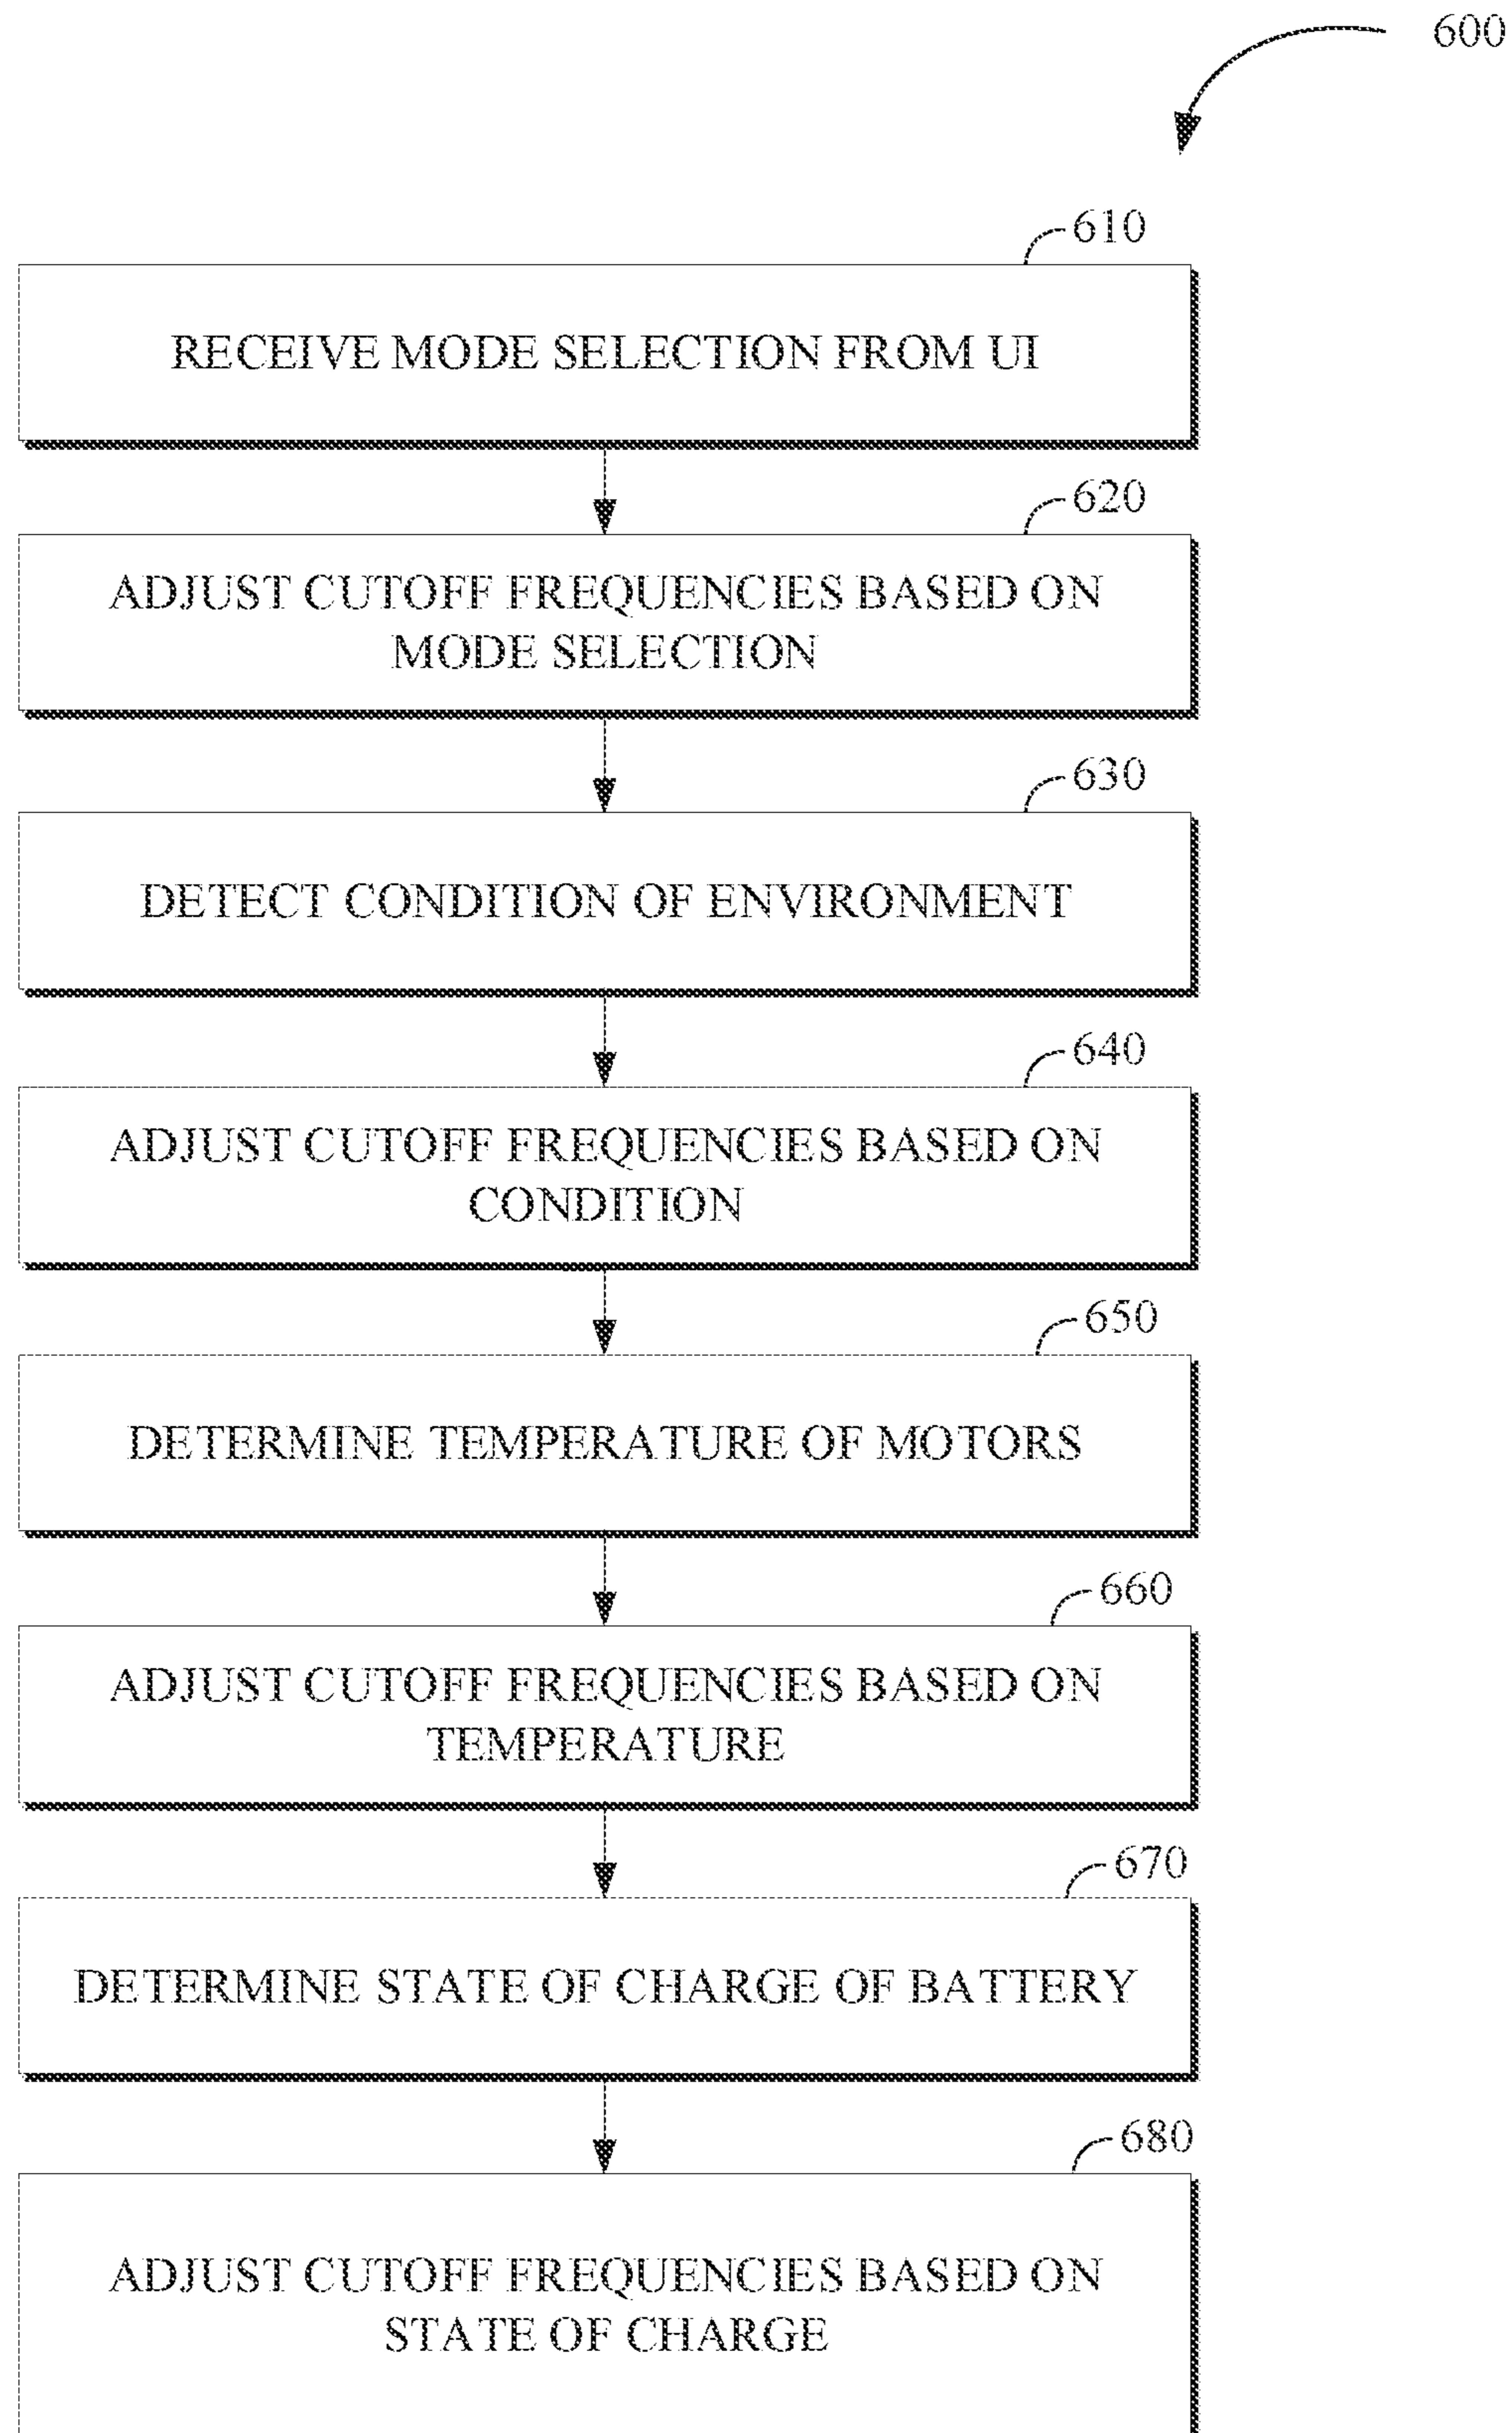 600
610
RECEIVE MODE SELECTION FROM UI
620
ADJUST CUTOFF FREQUENCIES BASED ON
MODE SELECTION
630
DETECT CONDITION OF ENVIRONMENT
640
ADJUST CUTOFF FREQUENCIES BASED ON
CONDITION
650
DETERMINE TEMPERATURE OF MOTORS
660
ADJUST CUTOFF FREQUENCIES BASED ON
TEMPERATURE
670
DETERMINE STATE OF CHARGE OF BATTERY
680
ADJUST CUTOFF FREQUENCIES BASED ON
STATE OF CHARGE